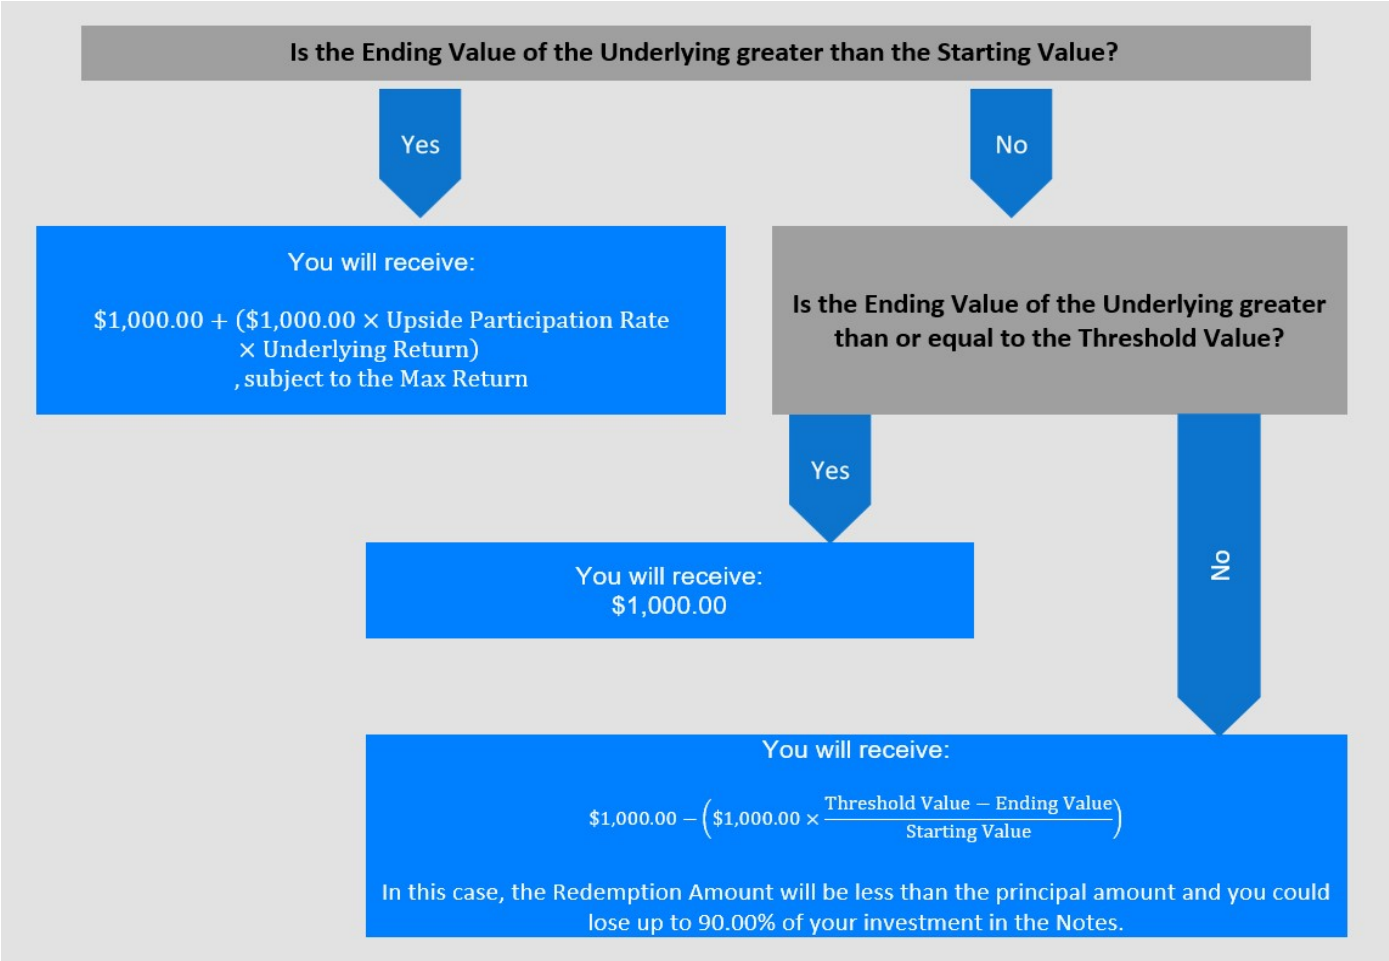 Is the Ending Value of the Underlying greater than the Starting Value?
Yes
No
You will receive:
$1,000.00 + ($1,000.00 × Upside Participation Rate
× Underlying Return)
, subject to the Max Return
Is the Ending Value of the Underlying greater
than or equal to the Threshold Value?
Yes
No
You will receive:
$1,000.00
You will receive:
$1,000.00 − ($1,000.00 × Threshold Value − Ending Value
Starting Value)
In this case, the Redemption Amount will be less than the principal amount and you could
lose up to 90.00% of your investment in the Notes.